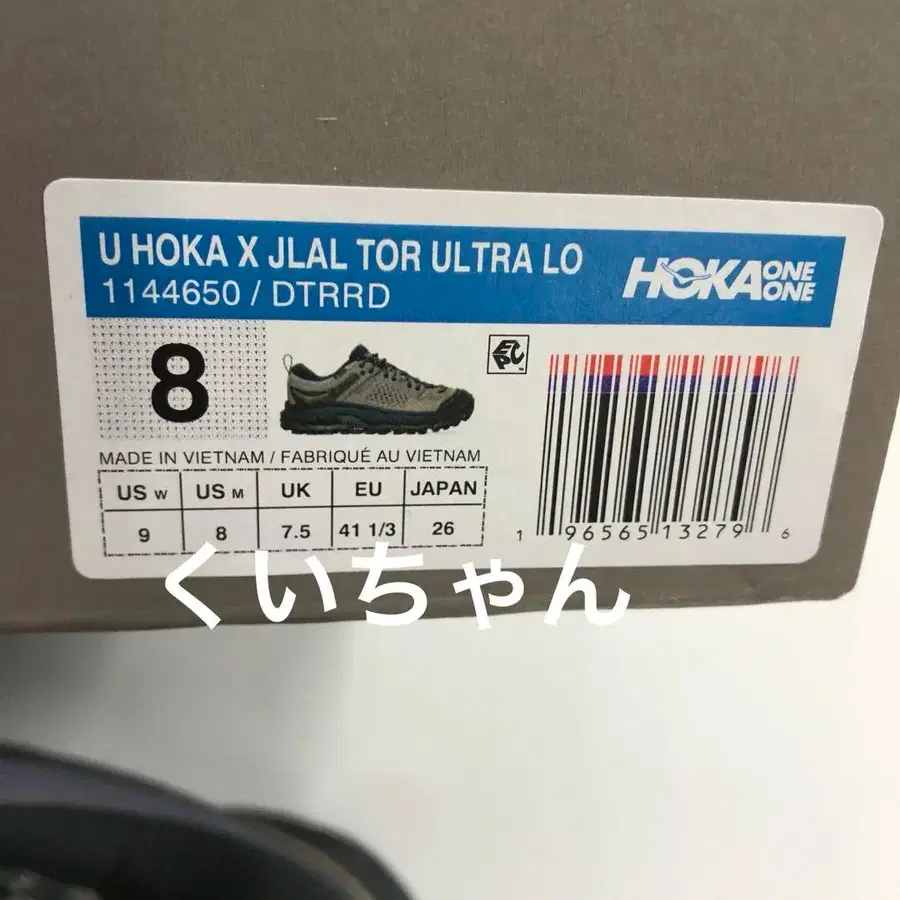 U HOKA X JLAL TOR ULTRA LO
1144650 / DTRRD
HOKA ONE ONE
8
EPC
MADE IN VIETNAM / FABRIQUÉ AU VIETNAM
US W US M UK EU JAPAN
9 8 7.5 41 1/3 26
1 96565 13279 6
くいちゃん